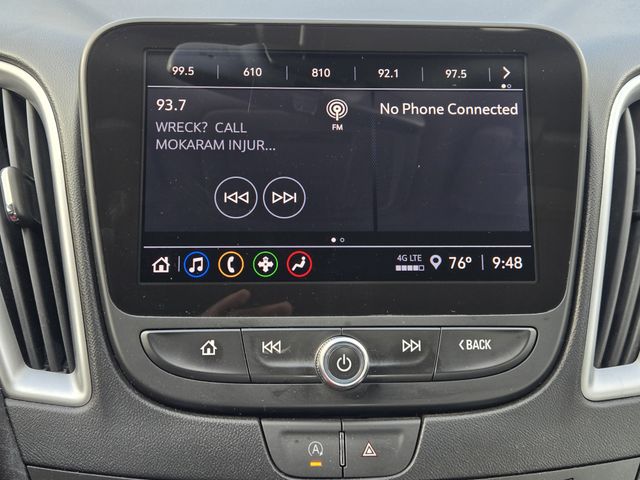 99.5 610 810 92.1 97.5
93.7
FM
No Phone Connected
WRECK? CALL
MOKARAM INJUR...
4G LTE 76° 9:48
BACK
A